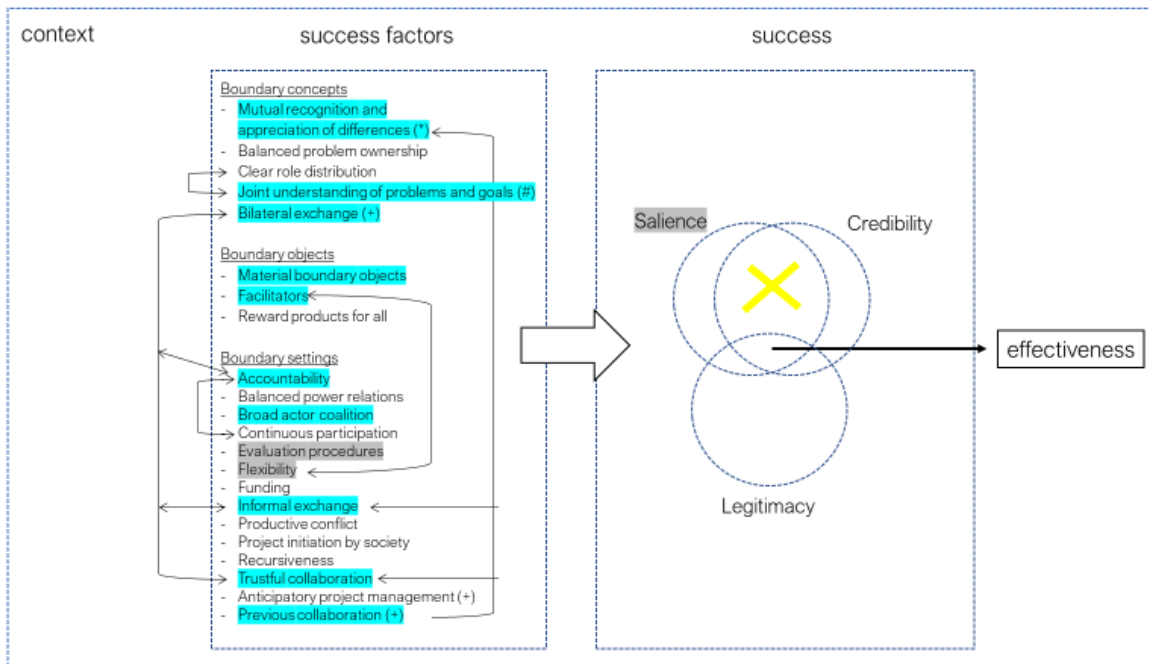 context
success factors
success
Boundary concepts
- Mutual recognition and
appreciation of differences (*)
- Balanced problem ownership
- Clear role distribution
- Joint understanding of problems and goals (#)
- Bilateral exchange (+)
Boundary objects
- Material boundary objects
- Facilitators
- Reward products for all
Boundary settings
- Accountability
- Balanced power relations
- Broad actor coalition
- Continuous participation
- Evaluation procedures
- Flexibility
- Funding
- Informal exchange
- Productive conflict
- Project initiation by society
- Recursiveness
- Trustful collaboration
- Anticipatory project management (+)
- Previous collaboration (+)
Salience
Credibility
Legitimacy
effectiveness